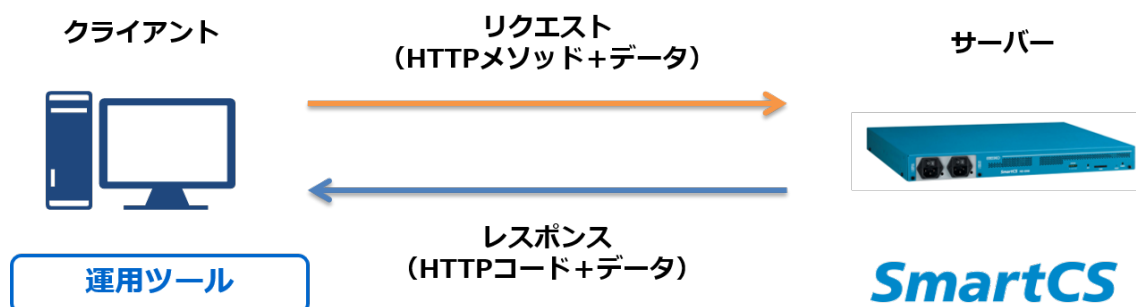 クライアント
リクエスト
（HTTPメソッド＋データ）
サーバー
SmartCS
レスポンス
（HTTPコード＋データ）
運用ツール
SmartCS